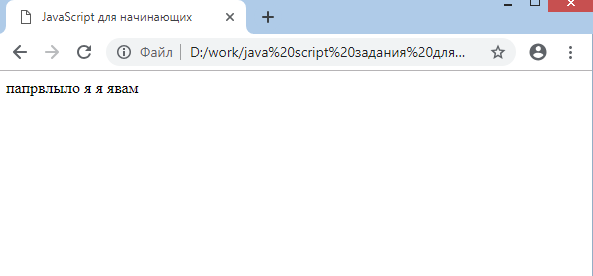 JavaScript для начинающих
Файл D:/work/java%20script%20задания%20для...
папрвлыло я я явам